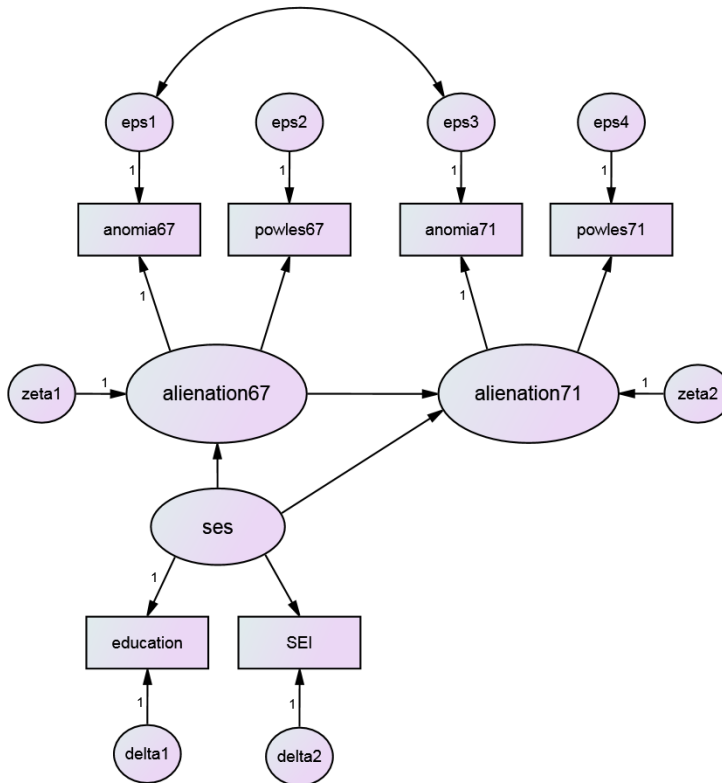 eps1
eps2
eps3
eps4
1
1
1
1
anomia67
powles67
anomia71
powles71
1
1
zeta1
1
alienation67
alienation71
1
zeta2
ses
1
education
SEI
1
1
delta1
delta2